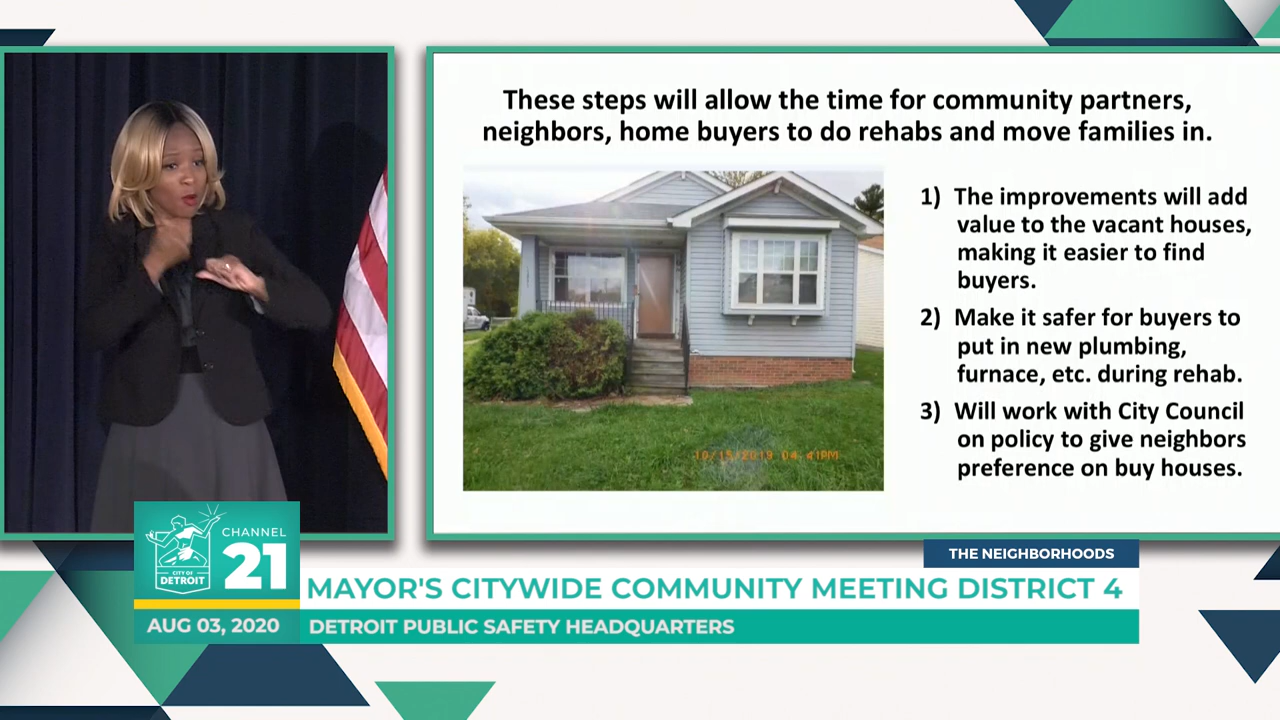 These steps will allow the time for community partners,
neighbors, home buyers to do rehabs and move families in.
1) The improvements will add
value to the vacant houses,
making it easier to find
buyers.
2) Make it safer for buyers to
put in new plumbing,
furnace, etc. during rehab.
3) Will work with City Council
on policy to give neighbors
preference on buy houses.
10/15/2019 04:41PM
THE NEIGHBORHOODS
CITY OF
DETROIT
CHANNEL
21
MAYOR'S CITYWIDE COMMUNITY MEETING DISTRICT 4
AUG 03, 2020
DETROIT PUBLIC SAFETY HEADQUARTERS